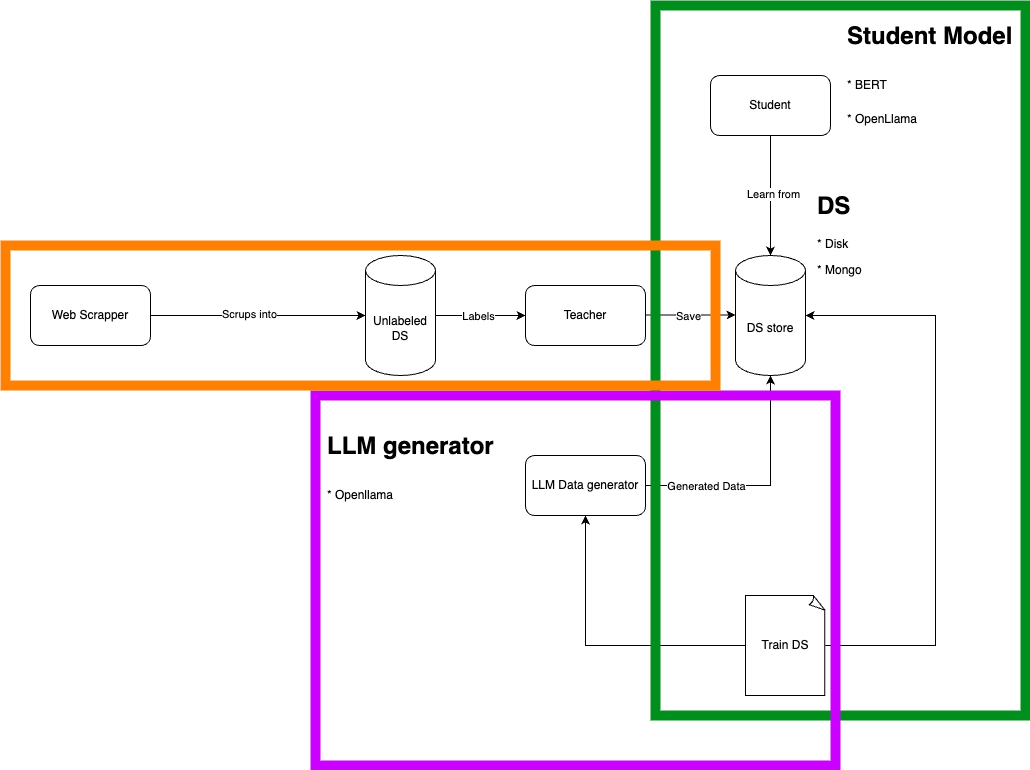 Student Model
Student
* BERT
* OpenLlama
Learn from
DS
* Disk
* Mongo
Web Scrapper
Scrups into
Unlabeled
DS
Labels
Teacher
Save
DS store
LLM generator
* Openllama
LLM Data generator
Generated Data
Train DS